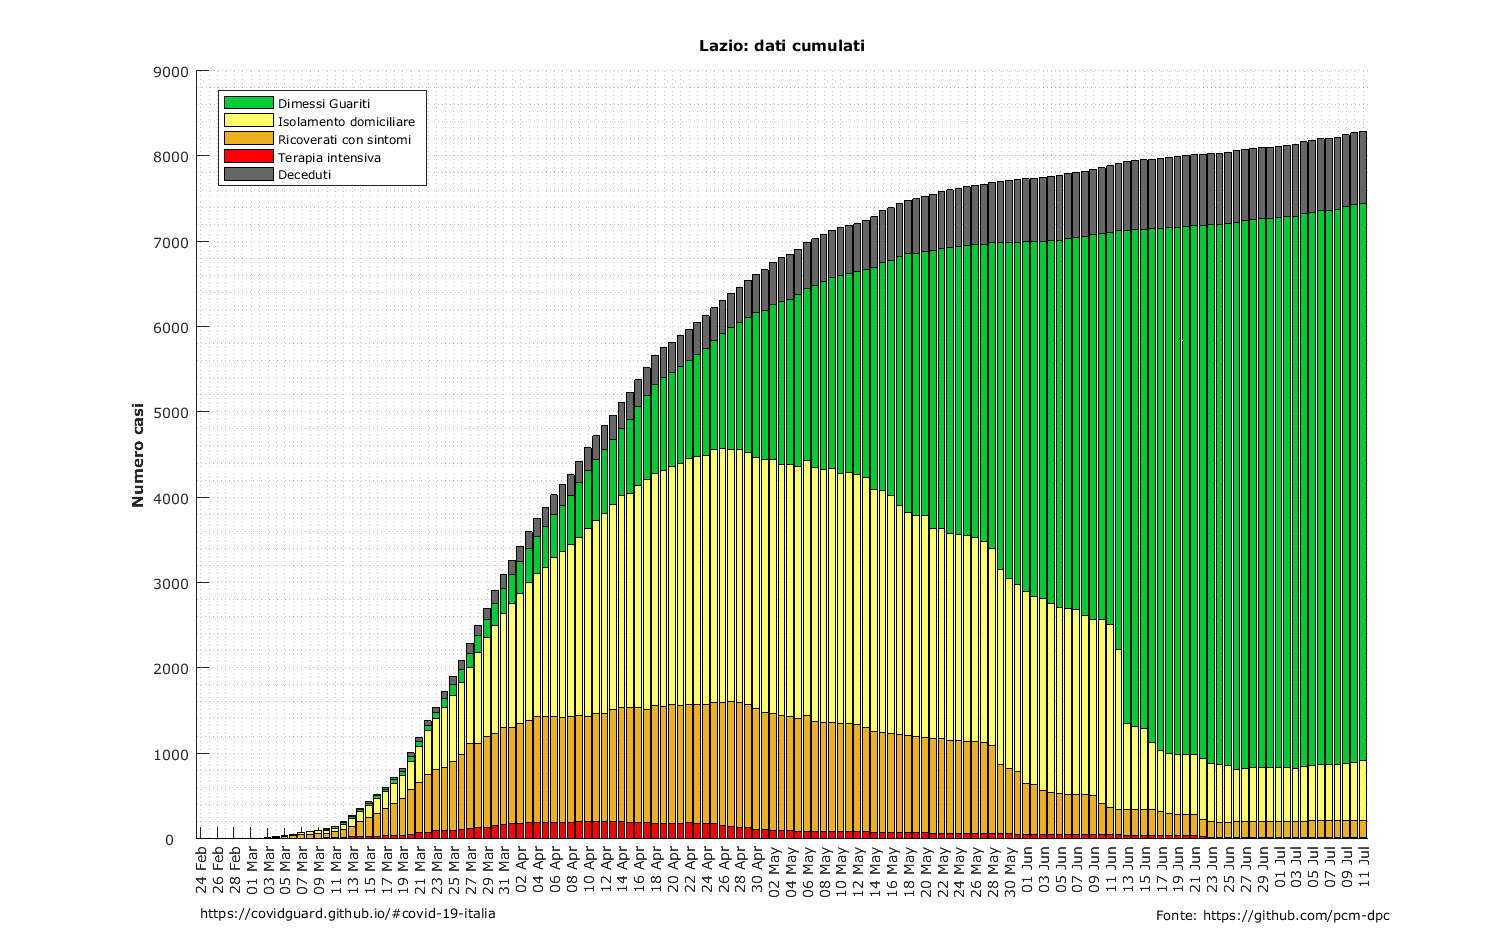 Lazio: dati cumulati
9000
8000
7000
6000
5000
4000
3000
2000
1000
0
Numero casi
Dimessi Guariti
Isolamento domiciliare
Ricoverati con sintomi
Terapia intensiva
Deceduti
24 Feb
26 Feb
28 Feb
01 Mar
03 Mar
05 Mar
07 Mar
09 Mar
11 Mar
13 Mar
15 Mar
17 Mar
19 Mar
21 Mar
23 Mar
25 Mar
27 Mar
29 Mar
31 Mar
02 Apr
04 Apr
06 Apr
08 Apr
10 Apr
12 Apr
14 Apr
16 Apr
18 Apr
20 Apr
22 Apr
24 Apr
26 Apr
28 Apr
30 Apr
02 May
04 May
06 May
08 May
10 May
12 May
14 May
16 May
18 May
20 May
22 May
24 May
26 May
28 May
30 May
01 Jun
03 Jun
05 Jun
07 Jun
09 Jun
11 Jun
13 Jun
15 Jun
17 Jun
19 Jun
21 Jun
23 Jun
25 Jun
27 Jun
29 Jun
01 Jul
03 Jul
05 Jul
07 Jul
09 Jul
11 Jul
https://covidguard.github.io/#covid-19-italia
Fonte: https://github.com/pcm-dpc